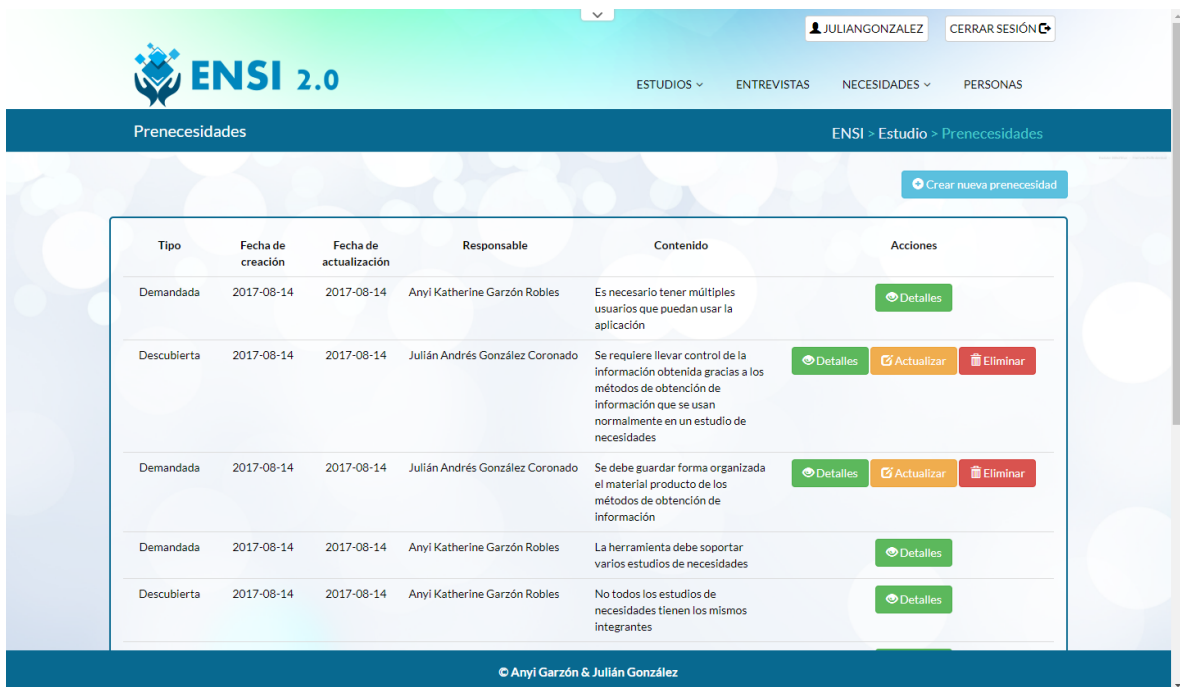 JULIANGONZALEZ
CERRAR SESIÓN
ENSI 2.0
ESTUDIOS
ENTREVISTAS
NECESIDADES
PERSONAS
Prenecesidades
ENSI > Estudio > Prenecesidades
Crear nueva prenecesidad
Tipo
Fecha de
creación
Fecha de
actualización
Responsable
Contenido
Acciones
Demandada
2017-08-14
2017-08-14
Anyi Katherine Garzón Robles
Es necesario tener múltiples
usuarios que puedan usar la
aplicación
Detalles
Descubierta
2017-08-14
2017-08-14
Julián Andrés González Coronado
Se requiere llevar control de la
información obtenida gracias a los
métodos de obtención de
información que se usan
normalmente en un estudio de
necesidades
Detalles
Actualizar
Eliminar
Demandada
2017-08-14
2017-08-14
Julián Andrés González Coronado
Se debe guardar forma organizada
el material producto de los
métodos de obtención de
información
Detalles
Actualizar
Eliminar
Demandada
2017-08-14
2017-08-14
Anyi Katherine Garzón Robles
La herramienta debe soportar
varios estudios de necesidades
Detalles
Descubierta
2017-08-14
2017-08-14
Anyi Katherine Garzón Robles
No todos los estudios de
necesidades tienen los mismos
integrantes
Detalles
© Anyi Garzón & Julián González